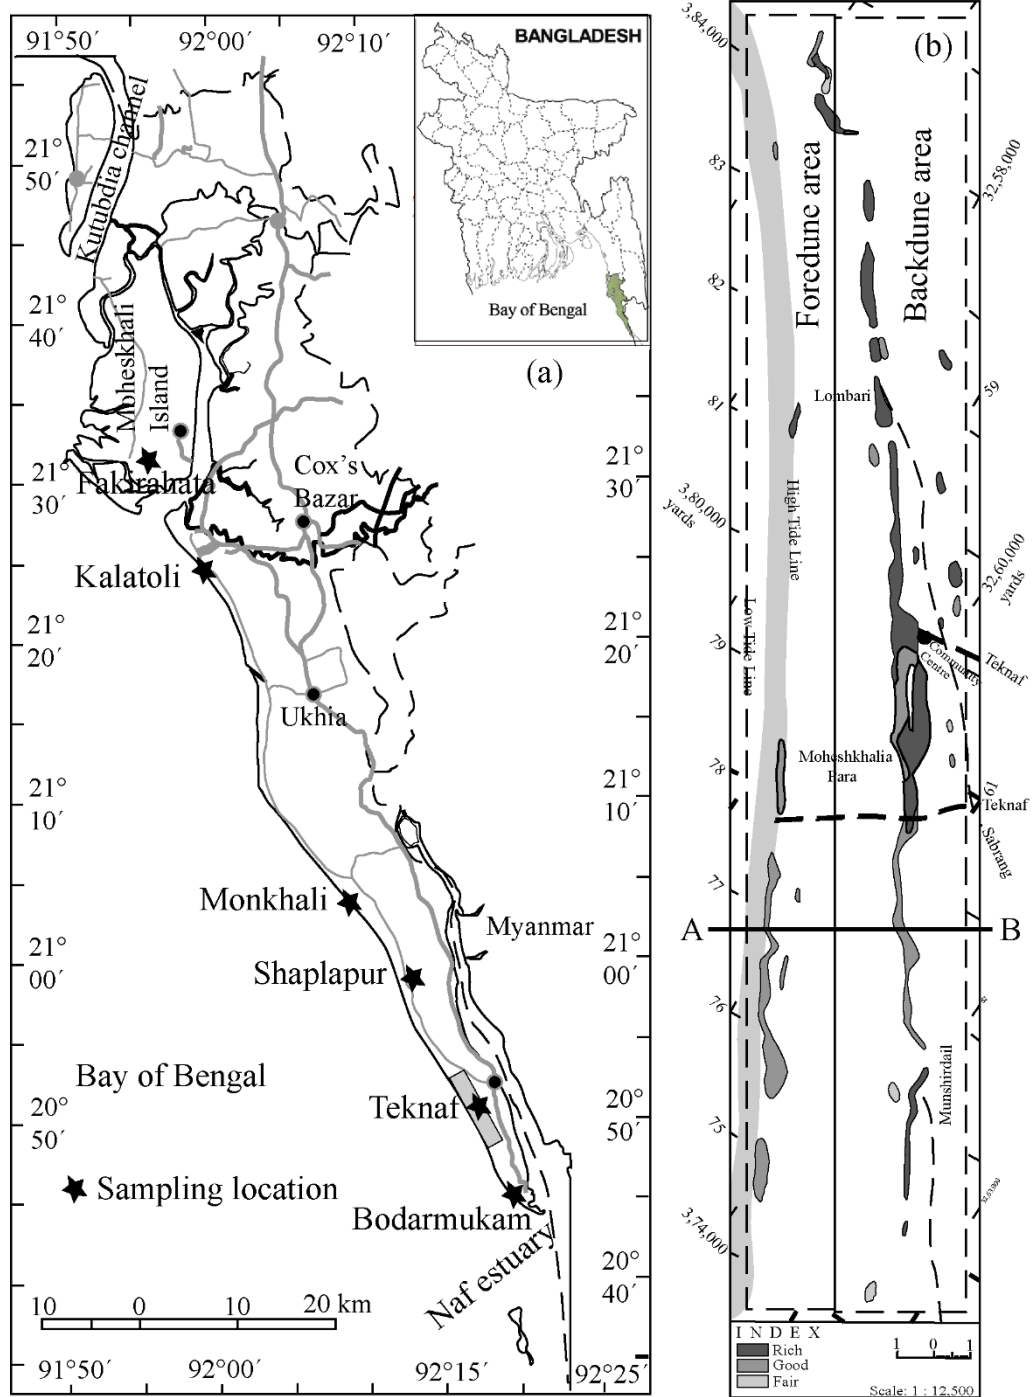 91°50´
92°00´
92°10´
BANGLADESH
Bay of Bengal
(a)
21°
50´
21°
40´
21°
30´
21°
20´
21°
10´
21°
00´
20°
50´
Kutubdia channel
Moheskhali
Island
Fakirahata
Cox's
Bazar
Kalatoli
Ukhia
Monkhali
Myanmar
Shaplapur
Bay of Bengal
Teknaf
Sampling location
Bodarmukam
Naf estuary
21°
30´
21°
20´
21°
10´
21°
00´
20°
50´
20°
40´
10
0
10
20 km
91°50´
92°00´
92°15´
92°25´
(b)
3,84,000
83
82
81
3,80,000
yards
79
78
77
76
75
3,74,000
Foredune area
Backdune area
32,58,000
59
32,60,000
yards
61
Lombari
High Tide Line
Low Tide Line
Community
Centre
Teknaf
Moheshkhalia
Para
Teknaf
Sabrang
A
B
Munshirdail
INDEX
Rich
Good
Fair
1 0 1
Scale: 1 : 12,500